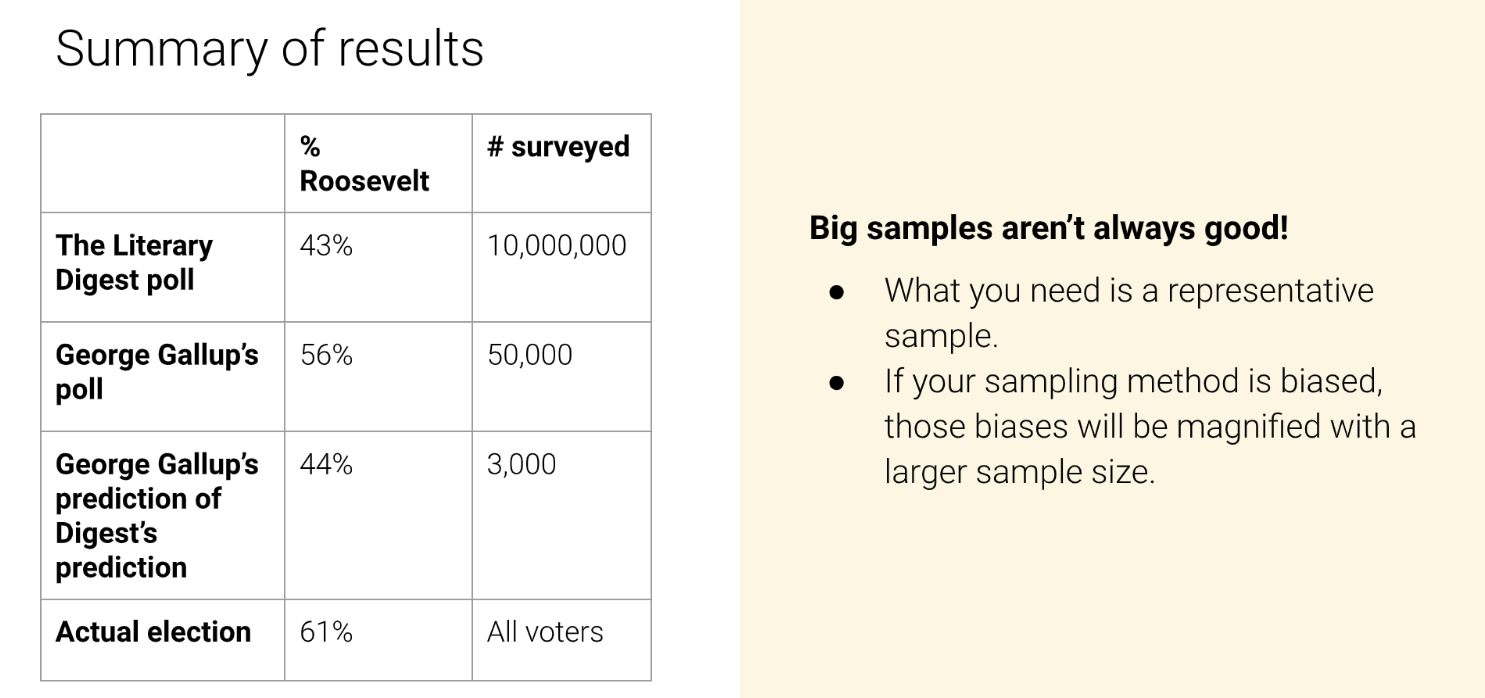 Summary of results
%
Roosevelt
# surveyed
The Literary
Digest poll
43%
10,000,000
George Gallup’s
poll
56%
50,000
George Gallup’s
prediction of
Digest’s
prediction
44%
3,000
Actual election
61%
All voters
Big samples aren’t always good!
● What you need is a representative
sample.
● If your sampling method is biased,
those biases will be magnified with a
larger sample size.